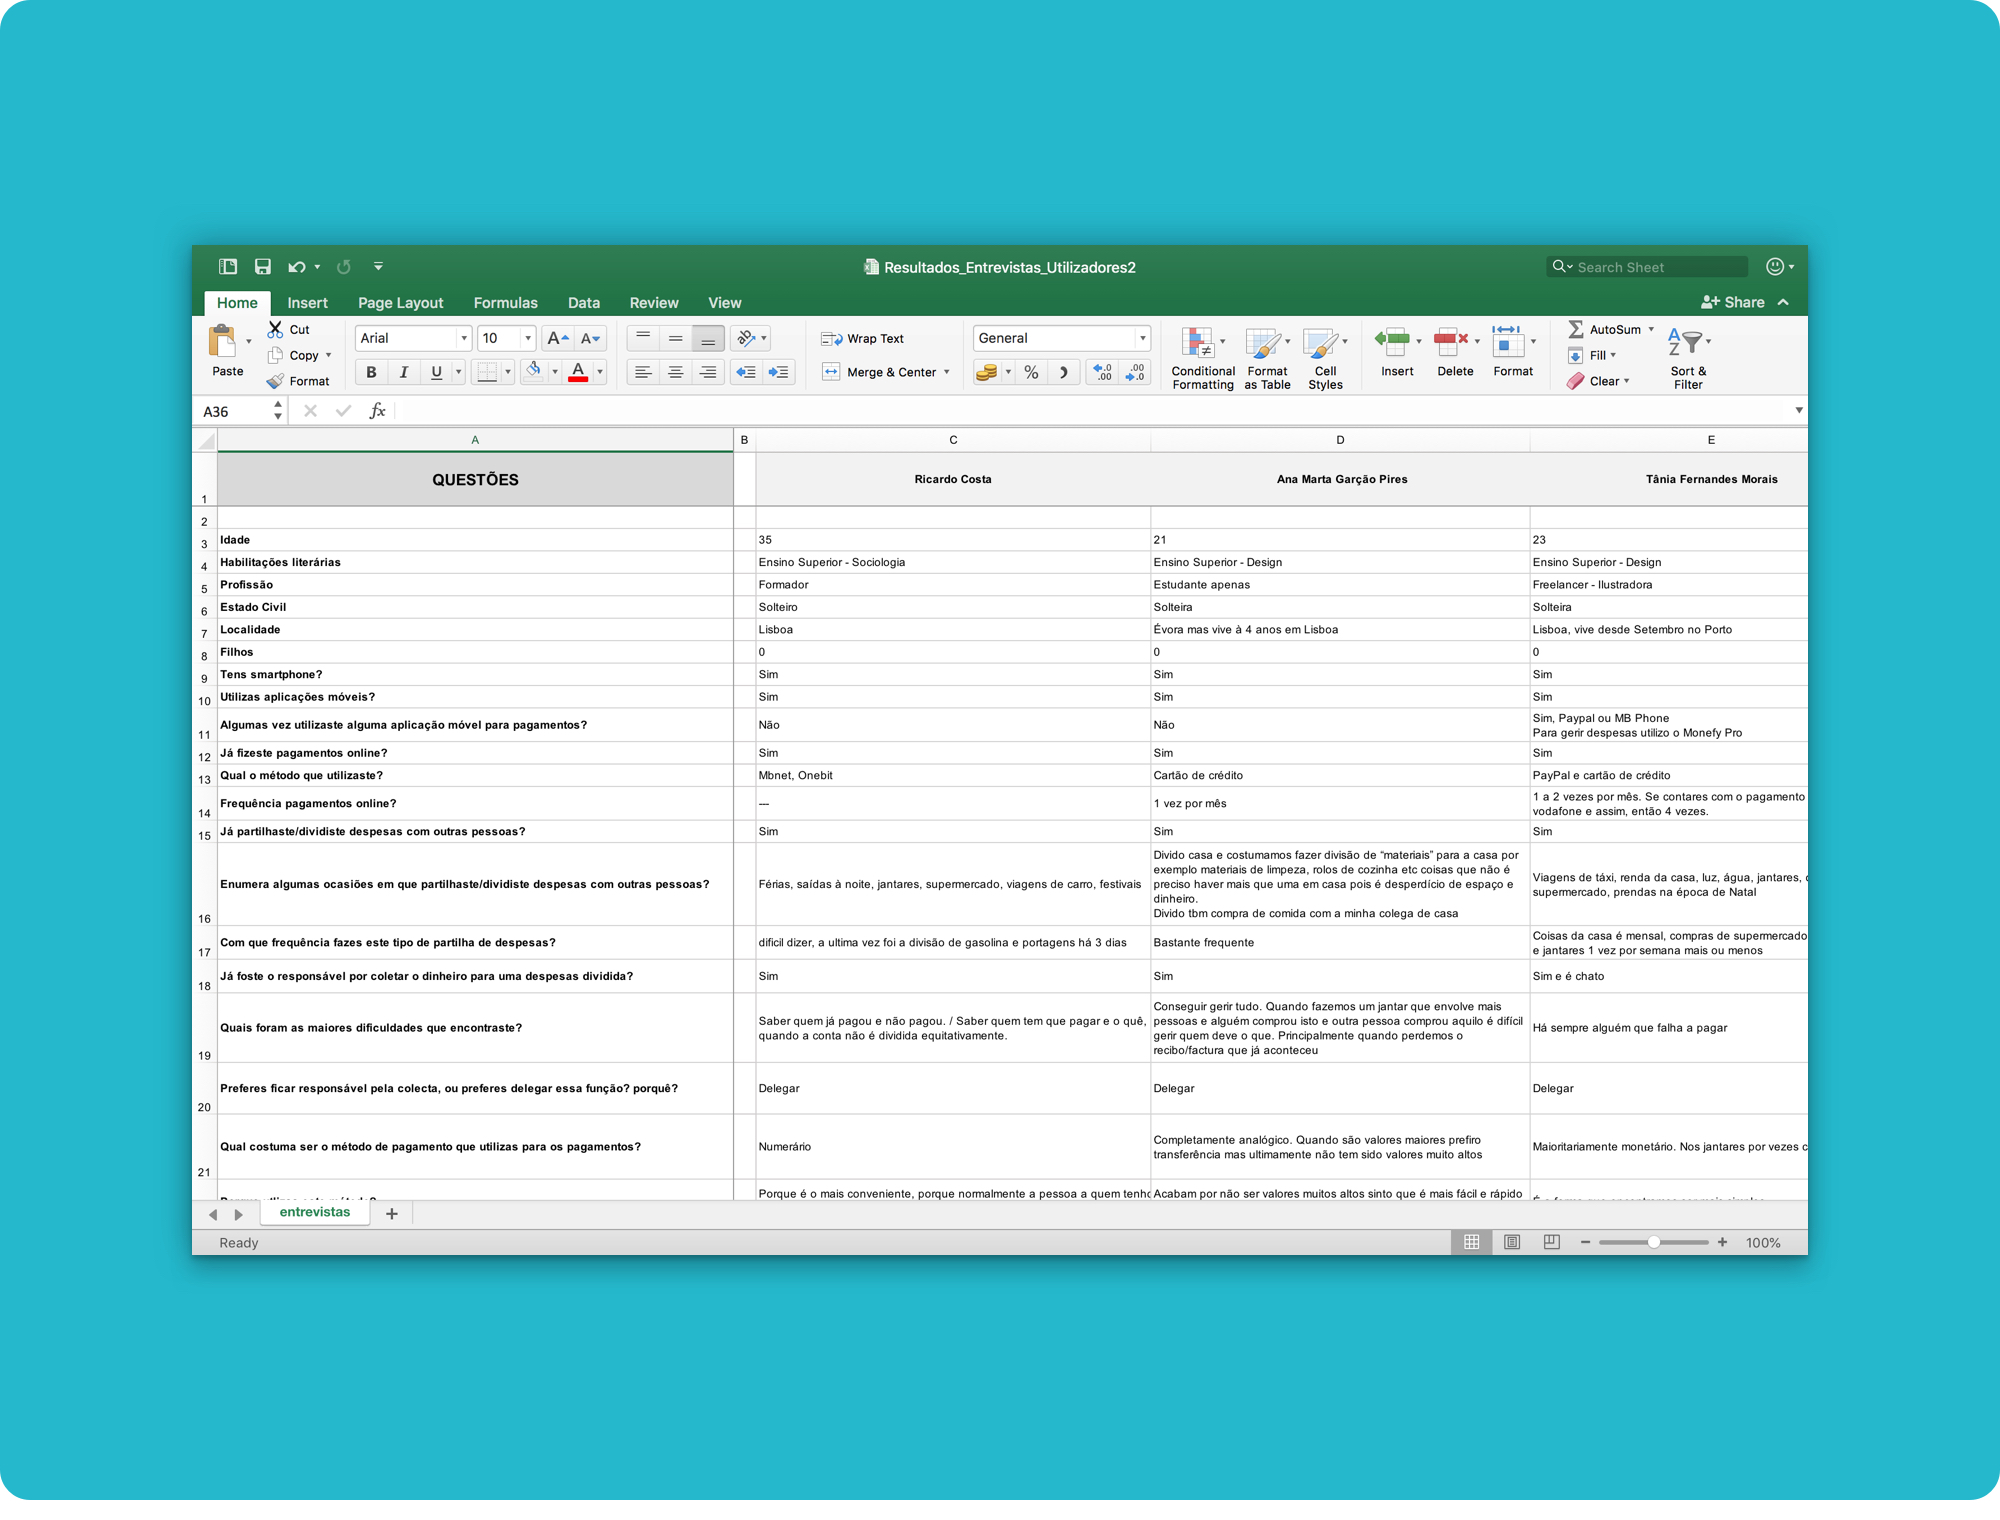 Resultados_Entrevistas_Utilizadores2
Search Sheet
Home Insert Page Layout Formulas Data Review View
Share
Paste
Cut
Copy
Format
Arial 10
B I U
Wrap Text
Merge & Center
General
Conditional Formatting
Format as Table
Cell Styles
Insert
Delete
Format
AutoSum
Fill
Clear
Sort & Filter
A36 fx
A B C D E
1 QUESTÕES Ricardo Costa Ana Marta Garção Pires Tânia Fernandes Morais
2
3 Idade 35 21 23
4 Habilitações literárias Ensino Superior - Sociologia Ensino Superior - Design Ensino Superior - Design
5 Profissão Formador Estudante apenas Freelancer - Ilustradora
6 Estado Civil Solteiro Solteira Solteira
7 Localidade Lisboa Évora mas vive à 4 anos em Lisboa Lisboa, vive desde Setembro no Porto
8 Filhos 0 0 0
9 Tens smartphone? Sim Sim Sim
10 Utilizas aplicações móveis? Sim Sim Sim
11 Algumas vez utilizaste alguma aplicação móvel para pagamentos? Não Não Sim, Paypal ou MB Phone
Para gerir despesas utilizo o Monefy Pro
12 Já fizeste pagamentos online? Sim Sim Sim
13 Qual o método que utilizaste? Mbnet, Onebit Cartão de crédito PayPal e cartão de crédito
14 Frequência pagamentos online? --- 1 vez por mês 1 a 2 vezes por mês. Se contares com o pagamento
vodafone e assim, então 4 vezes.
15 Já partilhaste/dividiste despesas com outras pessoas? Sim Sim Sim
16 Enumera algumas ocasiões em que partilhaste/dividiste despesas com outras pessoas?
Férias, saídas à noite, jantares, supermercado, viagens de carro, festivais
Divido casa e costumamos fazer divisão de “materiais” para a casa por
exemplo materiais de limpeza, rolos de cozinha etc coisas que não é
preciso haver mais que uma em casa pois é desperdício de espaço e
dinheiro.
Divido tbm compra de comida com a minha colega de casa
Viagens de táxi, renda da casa, luz, água, jantares,
supermercado, prendas na época de Natal
17 Com que frequência fazes este tipo de partilha de despesas?
dificil dizer, a ultima vez foi a divisão de gasolina e portagens há 3 dias
Bastante frequente
Coisas da casa é mensal, compras de supermercado
e jantares 1 vez por semana mais ou menos
18 Já foste o responsável por coletar o dinheiro para uma despesas dividida? Sim Sim Sim e é chato
19 Quais foram as maiores dificuldades que encontraste?
Saber quem já pagou e não pagou. / Saber quem tem que pagar e o quê,
quando a conta não é dividida equitativamente.
Conseguir gerir tudo. Quando fazemos um jantar que envolve mais
pessoas e alguém comprou isto e outra pessoa comprou aquilo é difícil
gerir quem deve o que. Principalmente quando perdemos o
recibo/factura que já aconteceu
Há sempre alguém que falha a pagar
20 Preferes ficar responsável pela colecta, ou preferes delegar essa função? porquê? Delegar Delegar Delegar
21 Qual costuma ser o método de pagamento que utilizas para os pagamentos? Numerário
Completamente analógico. Quando são valores maiores prefiro
transferência mas ultimamente não tem sido valores muito altos
Maioritariamente monetário. Nos jantares por vezes
Porque é o mais conveniente, porque normalmente a pessoa a quem tenho
Acabam por não ser valores muitos altos sinto que é mais fácil e rápido
entrevistas
Ready
100%